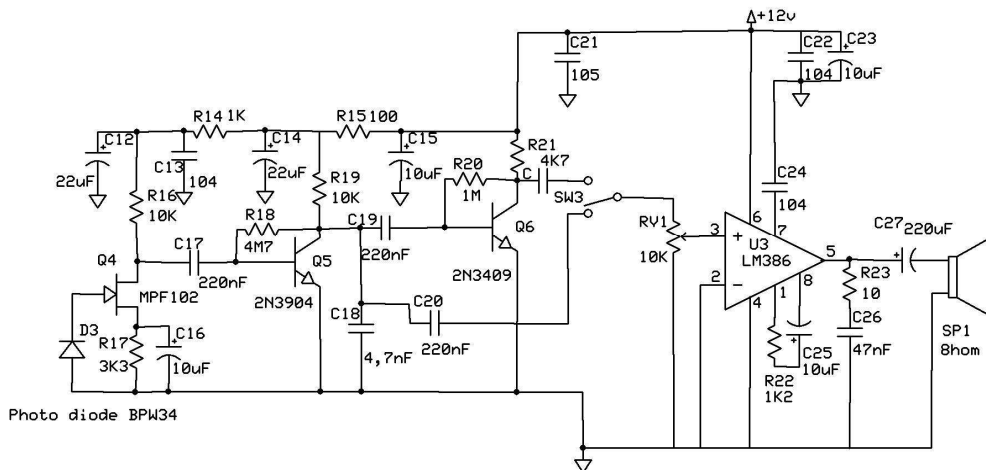 +12v
C21
105
C22
104
C23
10uF
R14 1K
R15 100
C12
22uF
C13
104
C14
22uF
C15
10uF
R21
4K7
C
R20
1M
R16
10K
R19
10K
R18
4M7
C19
220nF
SW3
C24
104
Q4
MPF102
C17
220nF
Q5
2N3904
Q6
2N3409
RV1
10K
3
+
2
-
6
7
U3
LM386
5
4
1
8
C27
220uF
R23
10
C26
47nF
SP1
8hom
D3
R17
3K3
C16
10uF
C18
4,7nF
C20
220nF
R22
1K2
C25
10uF
Photo diode BPW34